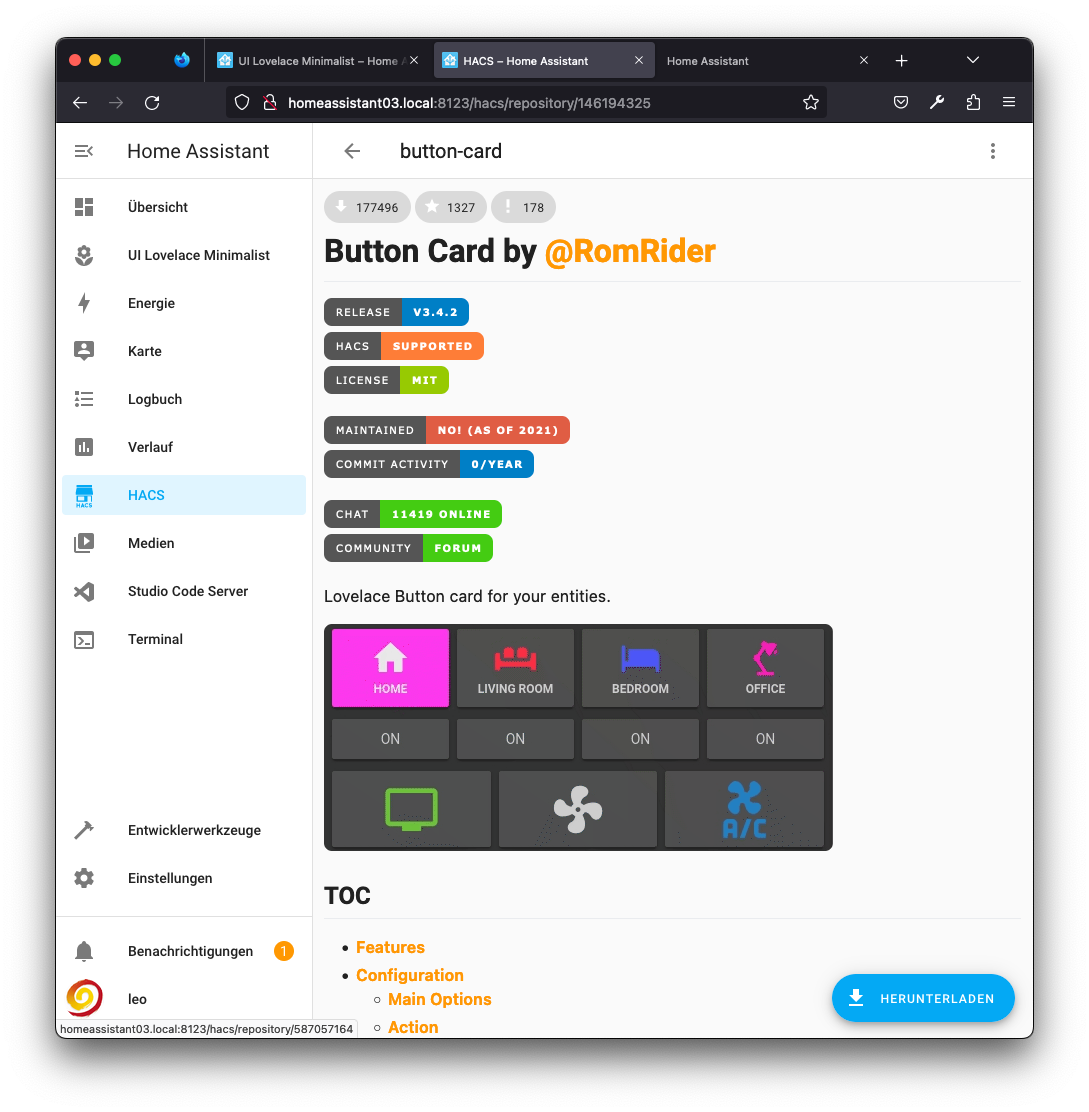 UI Lovelace Minimalist – Home A
HACS – Home Assistant
Home Assistant
homeassistant03.local:8123/hacs/repository/146194325
Home Assistant
button-card
Übersicht
UI Lovelace Minimalist
Energie
Karte
Logbuch
Verlauf
HACS
HACS
Medien
Studio Code Server
Terminal
Entwicklerwerkzeuge
Einstellungen
Benachrichtigungen 1
leo
homeassistant03.local:8123/hacs/repository/587057164
177496 1327 178
Button Card by @RomRider
RELEASE V3.4.2
HACS SUPPORTED
LICENSE MIT
MAINTAINED NO! (AS OF 2021)
COMMIT ACTIVITY 0/YEAR
CHAT 11419 ONLINE
COMMUNITY FORUM
Lovelace Button card for your entities.
HOME LIVING ROOM BEDROOM OFFICE
ON ON ON ON
A/C
TOC
Features
Configuration
Main Options
Action
HERUNTERLADEN